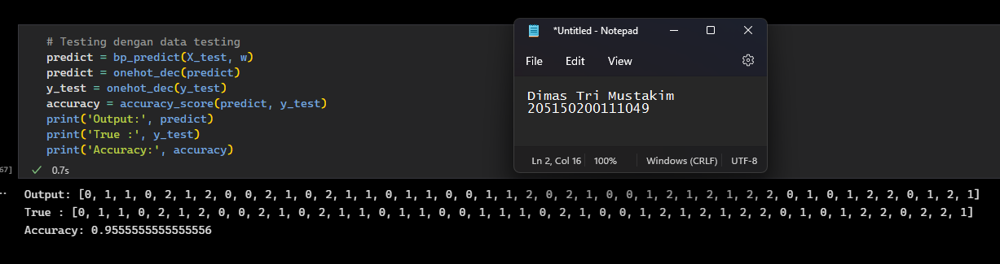 # Testing dengan data testing
predict = bp_predict(X_test, w)
predict = onehot_dec(predict)
y_test = onehot_dec(y_test)
accuracy = accuracy_score(predict, y_test)
print('Output:', predict)
print('True :', y_test)
print('Accuracy:', accuracy)
67]
0.7s
*Untitled - Notepad
File Edit View
Dimas Tri Mustakim
205150200111049
Ln 2, Col 16 100% Windows (CRLF) UTF-8
Output: [0, 1, 1, 0, 2, 1, 2, 0, 0, 2, 1, 0, 2, 1, 1, 0, 1, 1, 0, 0, 1, 1, 2, 0, 2, 1, 0, 0, 1, 2, 1, 2, 1, 2, 2, 0, 1, 0, 1, 2, 2, 0, 1, 2, 1]
True : [0, 1, 1, 0, 2, 1, 2, 0, 0, 2, 1, 0, 2, 1, 1, 0, 1, 1, 0, 0, 1, 1, 1, 0, 2, 1, 0, 0, 1, 2, 1, 2, 1, 2, 2, 0, 1, 0, 1, 2, 2, 0, 2, 2, 1]
Accuracy: 0.9555555555555556